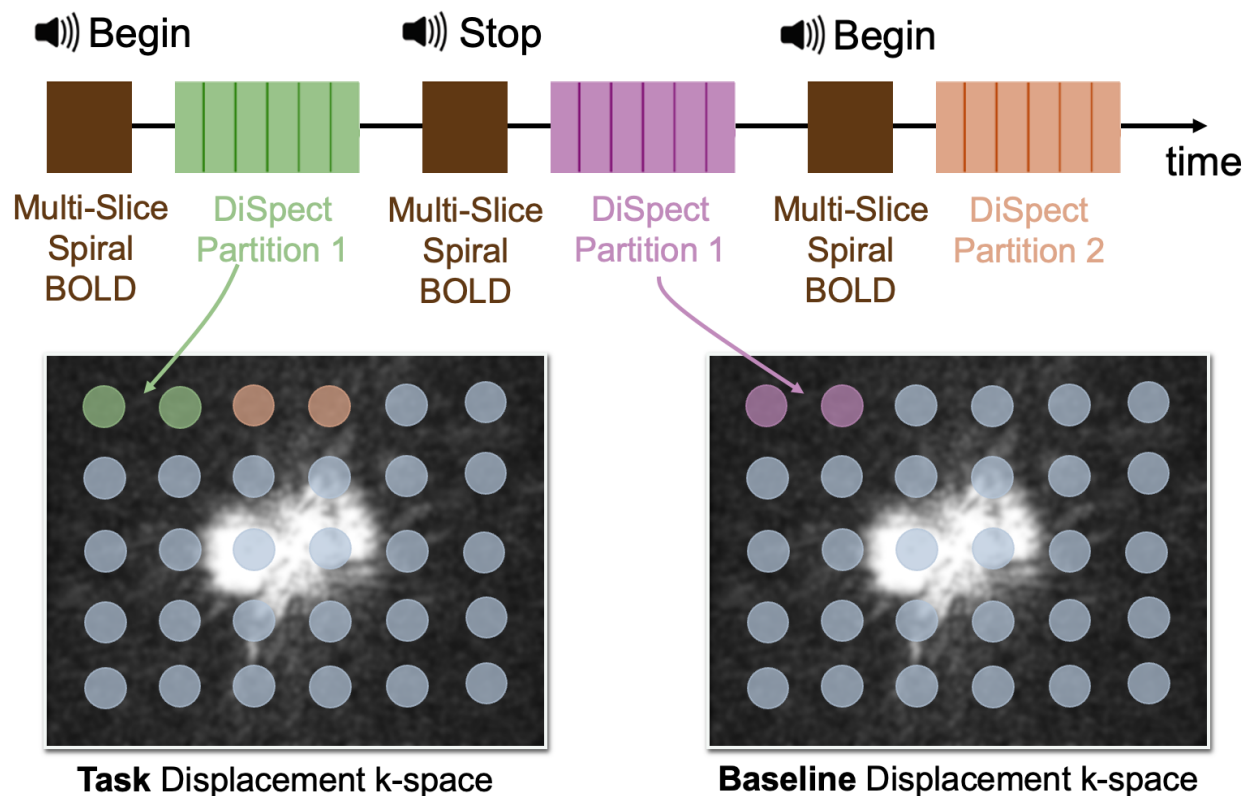 Begin
Stop
Begin
time
Multi-Slice
Spiral
BOLD
DiSpect
Partition 1
Multi-Slice
Spiral
BOLD
DiSpect
Partition 1
Multi-Slice
Spiral
BOLD
DiSpect
Partition 2
Task Displacement k-space
Baseline Displacement k-space